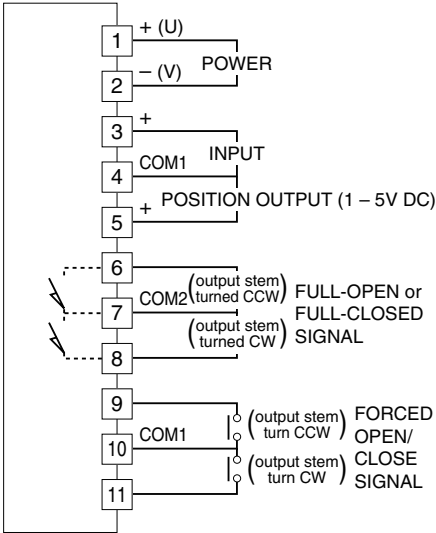 1 + (U)
POWER
2 – (V)
3 +
INPUT
4 COM1
POSITION OUTPUT (1 – 5V DC)
5 +
6
(output stem turned CCW)
7 COM2
FULL-OPEN or
FULL-CLOSED
SIGNAL
(output stem turned CW)
8
9
(output stem turn CCW)
10 COM1
FORCED
OPEN/
CLOSE
SIGNAL
(output stem turn CW)
11